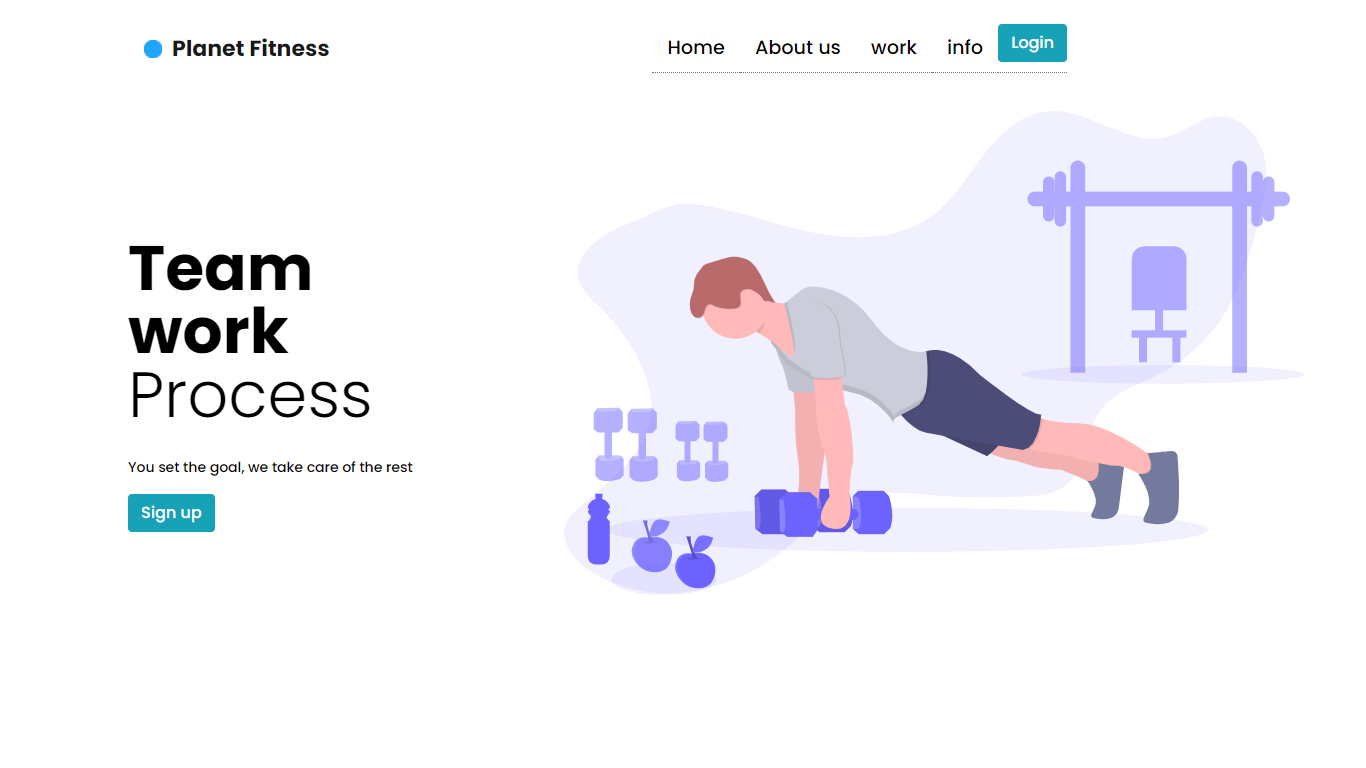 Planet Fitness
Home About us work info Login
Team
work
Process
You set the goal, we take care of the rest
Sign up